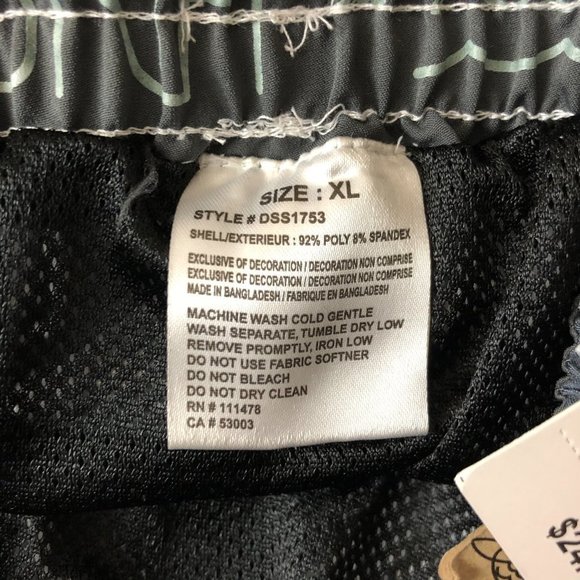 SIZE : XL
STYLE # DSS1753
SHELL/EXTERIEUR : 92% POLY 8% SPANDEX
EXCLUSIVE OF DECORATION / DECORATION NON COMPRISE
EXCLUSIVE OF DECORATION / DECORATION NON COMPRISE
MADE IN BANGLADESH / FABRIQUE EN BANGLADESH
MACHINE WASH COLD GENTLE
WASH SEPARATE, TUMBLE DRY LOW
REMOVE PROMPTLY, IRON LOW
DO NOT USE FABRIC SOFTNER
DO NOT BLEACH
DO NOT DRY CLEAN
RN # 111478
CA # 53003